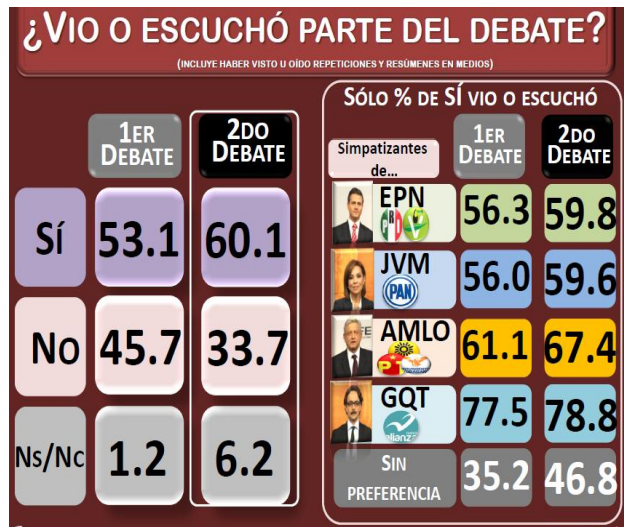 ¿VIO O ESCUCHÓ PARTE DEL DEBATE?
(INCLUYE HABER VISTO U OÍDO REPETICIONES Y RESÚMENES EN MEDIOS)
1ER DEBATE
2DO DEBATE
SÍ 53.1 60.1
NO 45.7 33.7
Ns/Nc 1.2 6.2
SÓLO % DE SÍ VIO O ESCUCHÓ
Simpatizantes de...
1ER DEBATE
2DO DEBATE
EPN 56.3 59.8
PRI
JVM 56.0 59.6
PAN
AMLO 61.1 67.4
PT
GQT 77.5 78.8
SIN PREFERENCIA 35.2 46.8